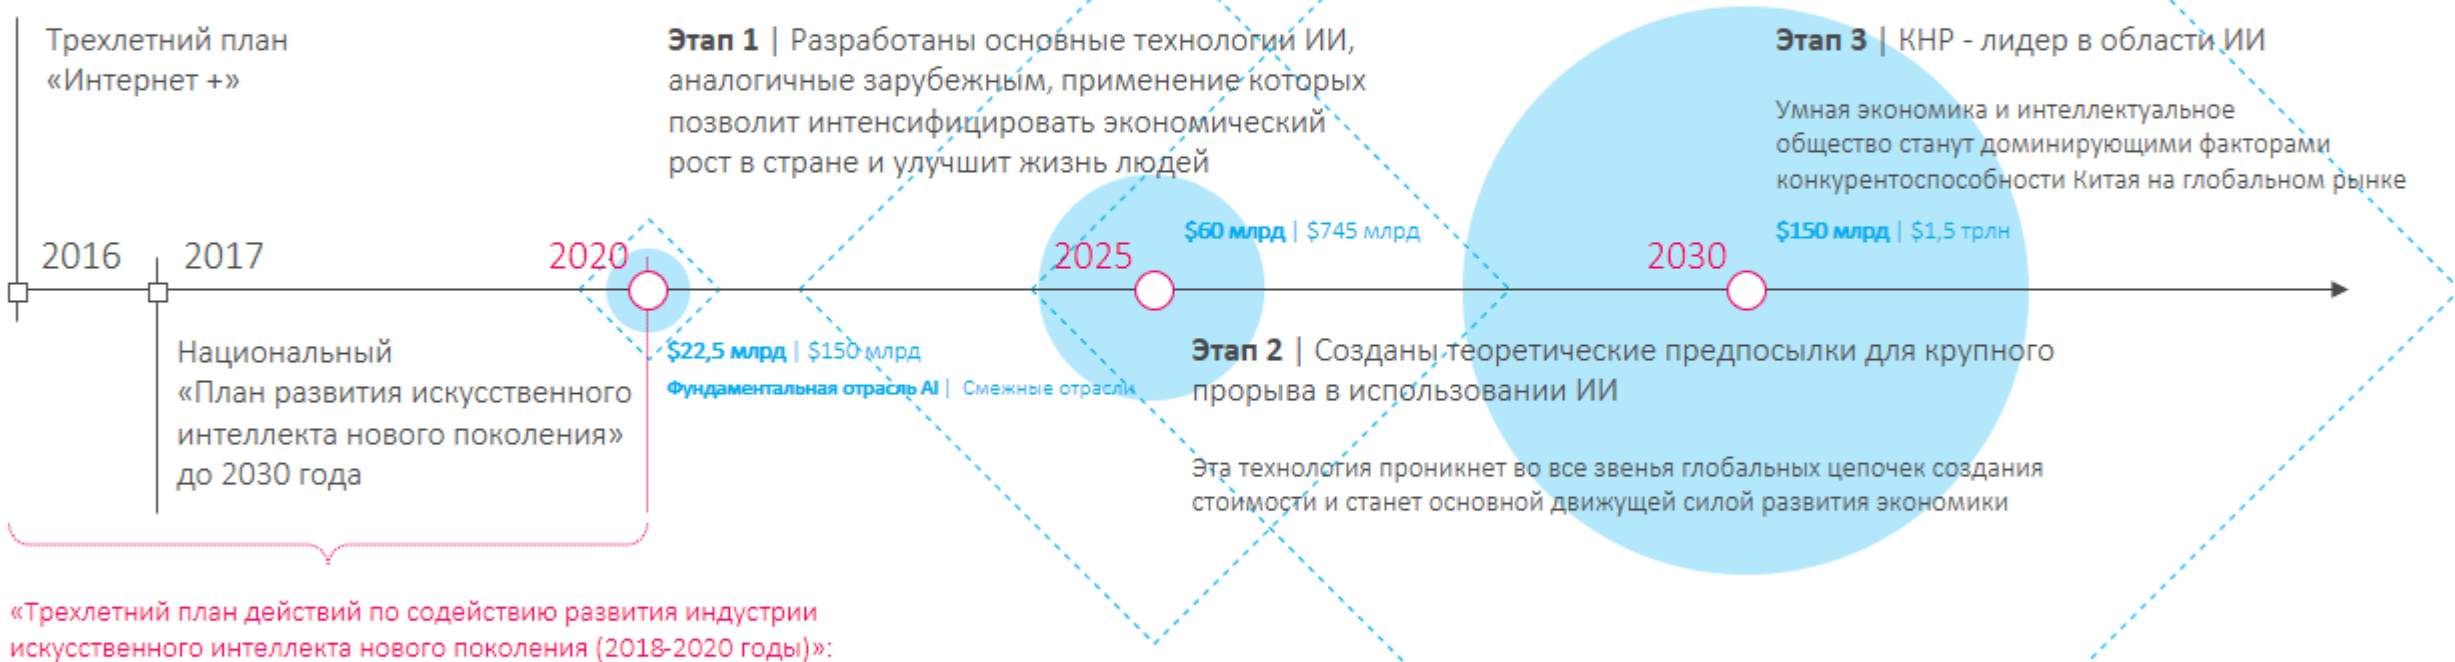 Трехлетний план
«Интернет +»
Этап 1 | Разработаны основные технологии ИИ,
аналогичные зарубежным, применение которых
позволит интенсифицировать экономический
рост в стране и улучшит жизнь людей
Этап 3 | КНР - лидер в области ИИ
Умная экономика и интеллектуальное
общество станут доминирующими факторами
конкурентоспособности Китая на глобальном рынке
$60 млрд | $745 млрд
$150 млрд | $1,5 трлн
2016
2017
2020
2025
2030
Национальный
«План развития искусственного
интеллекта нового поколения»
до 2030 года
$22,5 млрд | $150 млрд
Фундаментальная отрасль AI | Смежные отрасли
Этап 2 | Созданы теоретические предпосылки для крупного
прорыва в использовании ИИ
Эта технология проникнет во все звенья глобальных цепочек создания
стоимости и станет основной движущей силой развития экономики
«Трехлетний план действий по содействию развития индустрии
искусственного интеллекта нового поколения (2018-2020 годы)»: